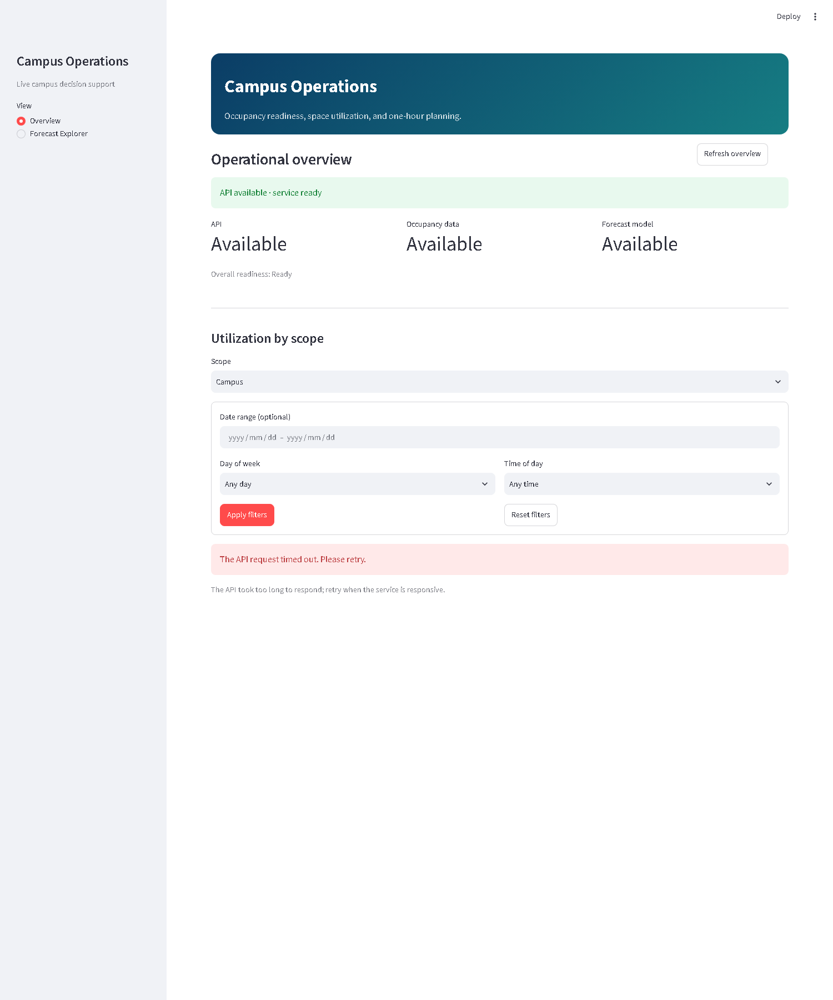 Deploy
Campus Operations
Live campus decision support
View
Overview
Forecast Explorer
Campus Operations
Occupancy readiness, space utilization, and one-hour planning.
Operational overview
Refresh overview
API available · service ready
API
Occupancy data
Forecast model
Available
Available
Available
Overall readiness: Ready
Utilization by scope
Scope
Campus
Date range (optional)
yyyy / mm / dd – yyyy / mm / dd
Day of week
Time of day
Any day
Any time
Apply filters
Reset filters
The API request timed out. Please retry.
The API took too long to respond; retry when the service is responsive.